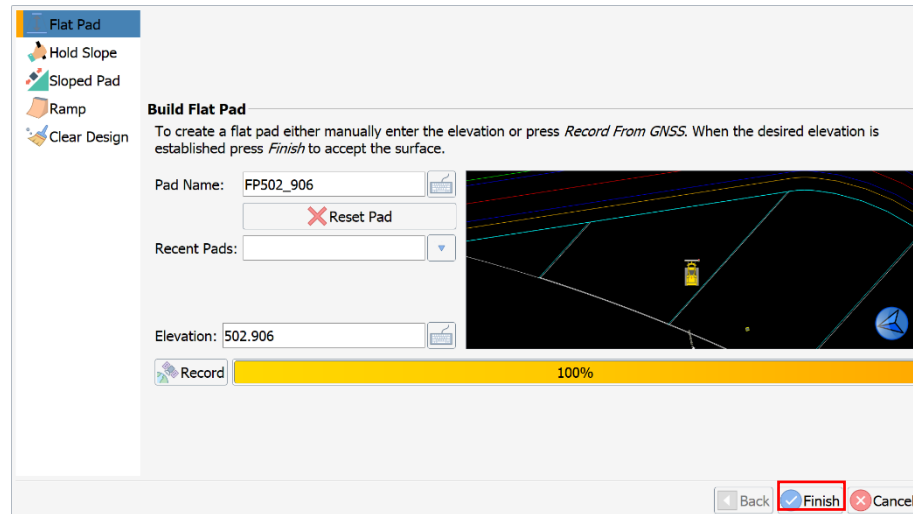 Flat Pad
Hold Slope
Sloped Pad
Ramp
Clear Design
Build Flat Pad
To create a flat pad either manually enter the elevation or press Record From GNSS. When the desired elevation is
established press Finish to accept the surface.
Pad Name: FP502_906
Reset Pad
Recent Pads:
Elevation: 502.906
Record 100%
Back Finish Cancel